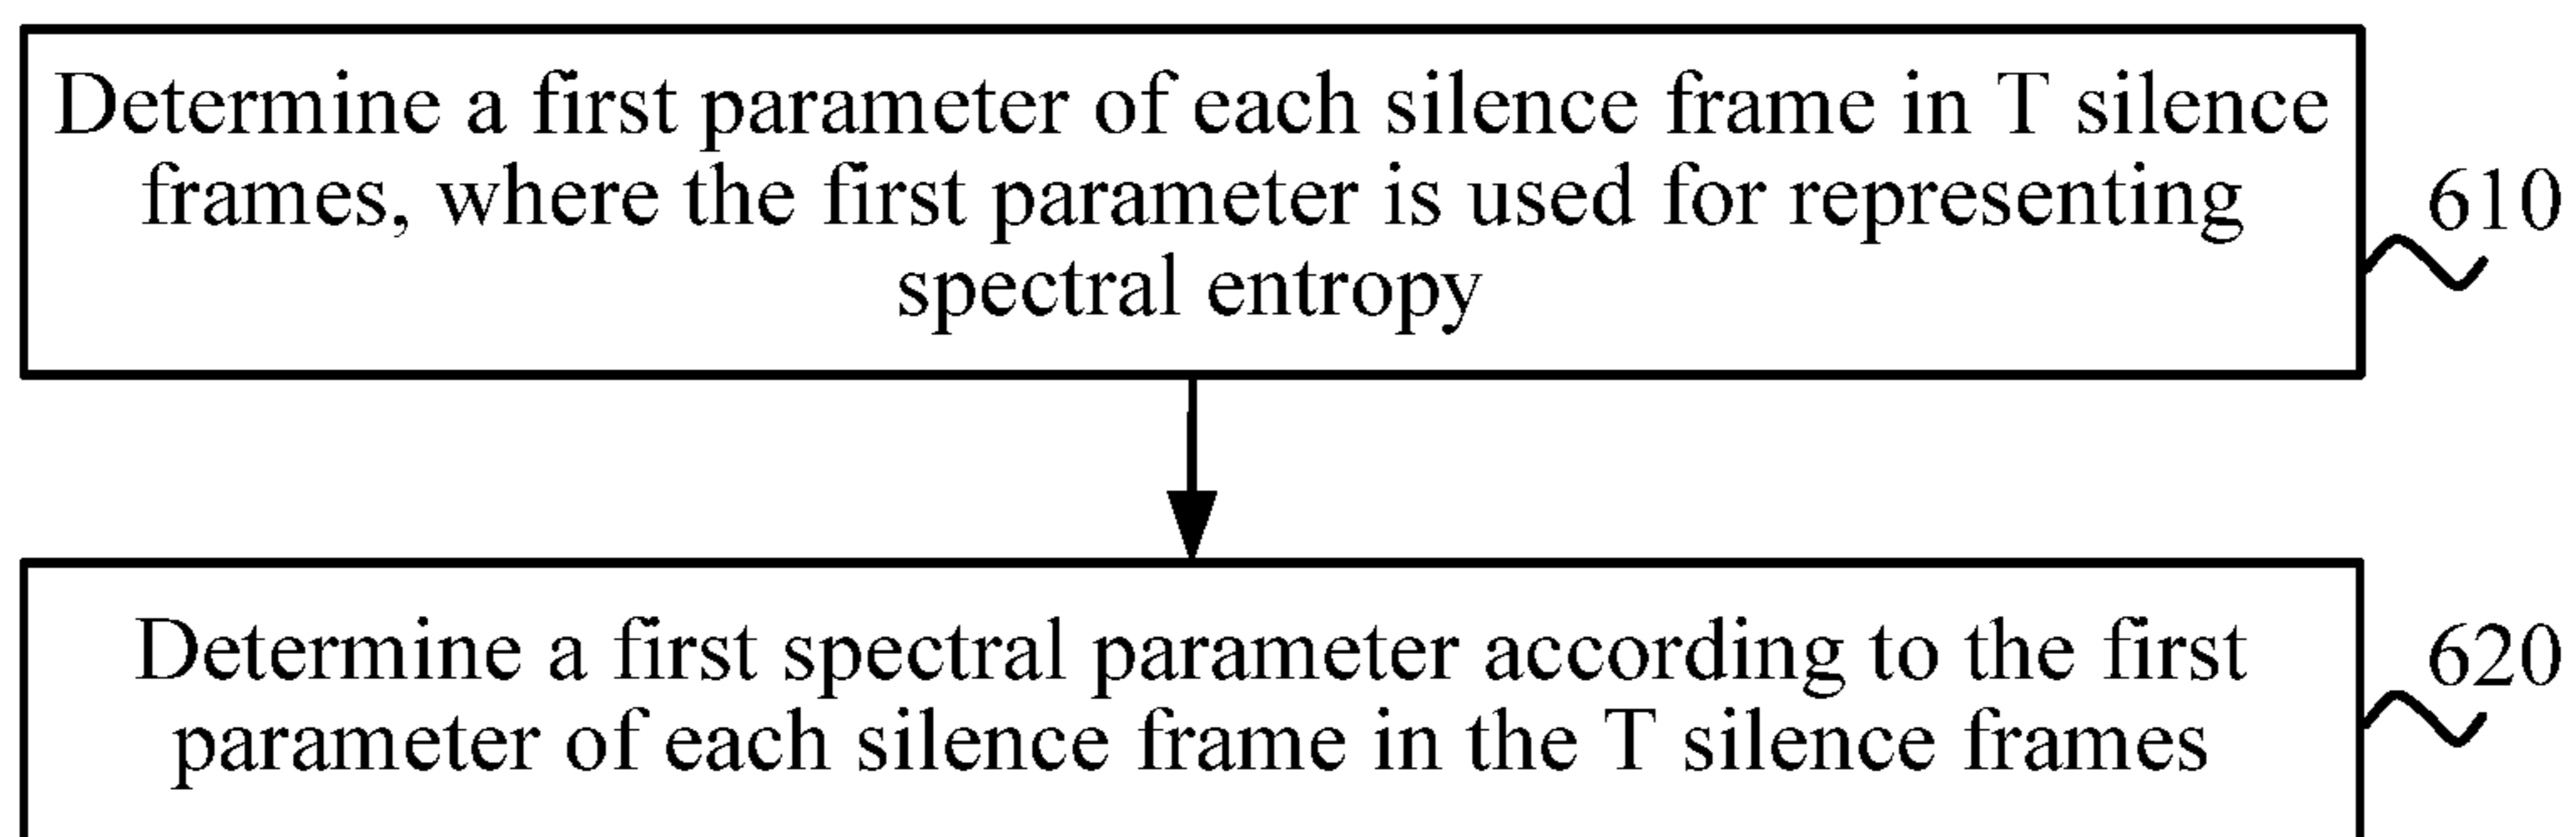 Determine a first parameter of each silence frame in T silence
frames, where the first parameter is used for representing
spectral entropy
610
Determine a first spectral parameter according to the first
parameter of each silence frame in the T silence frames
620